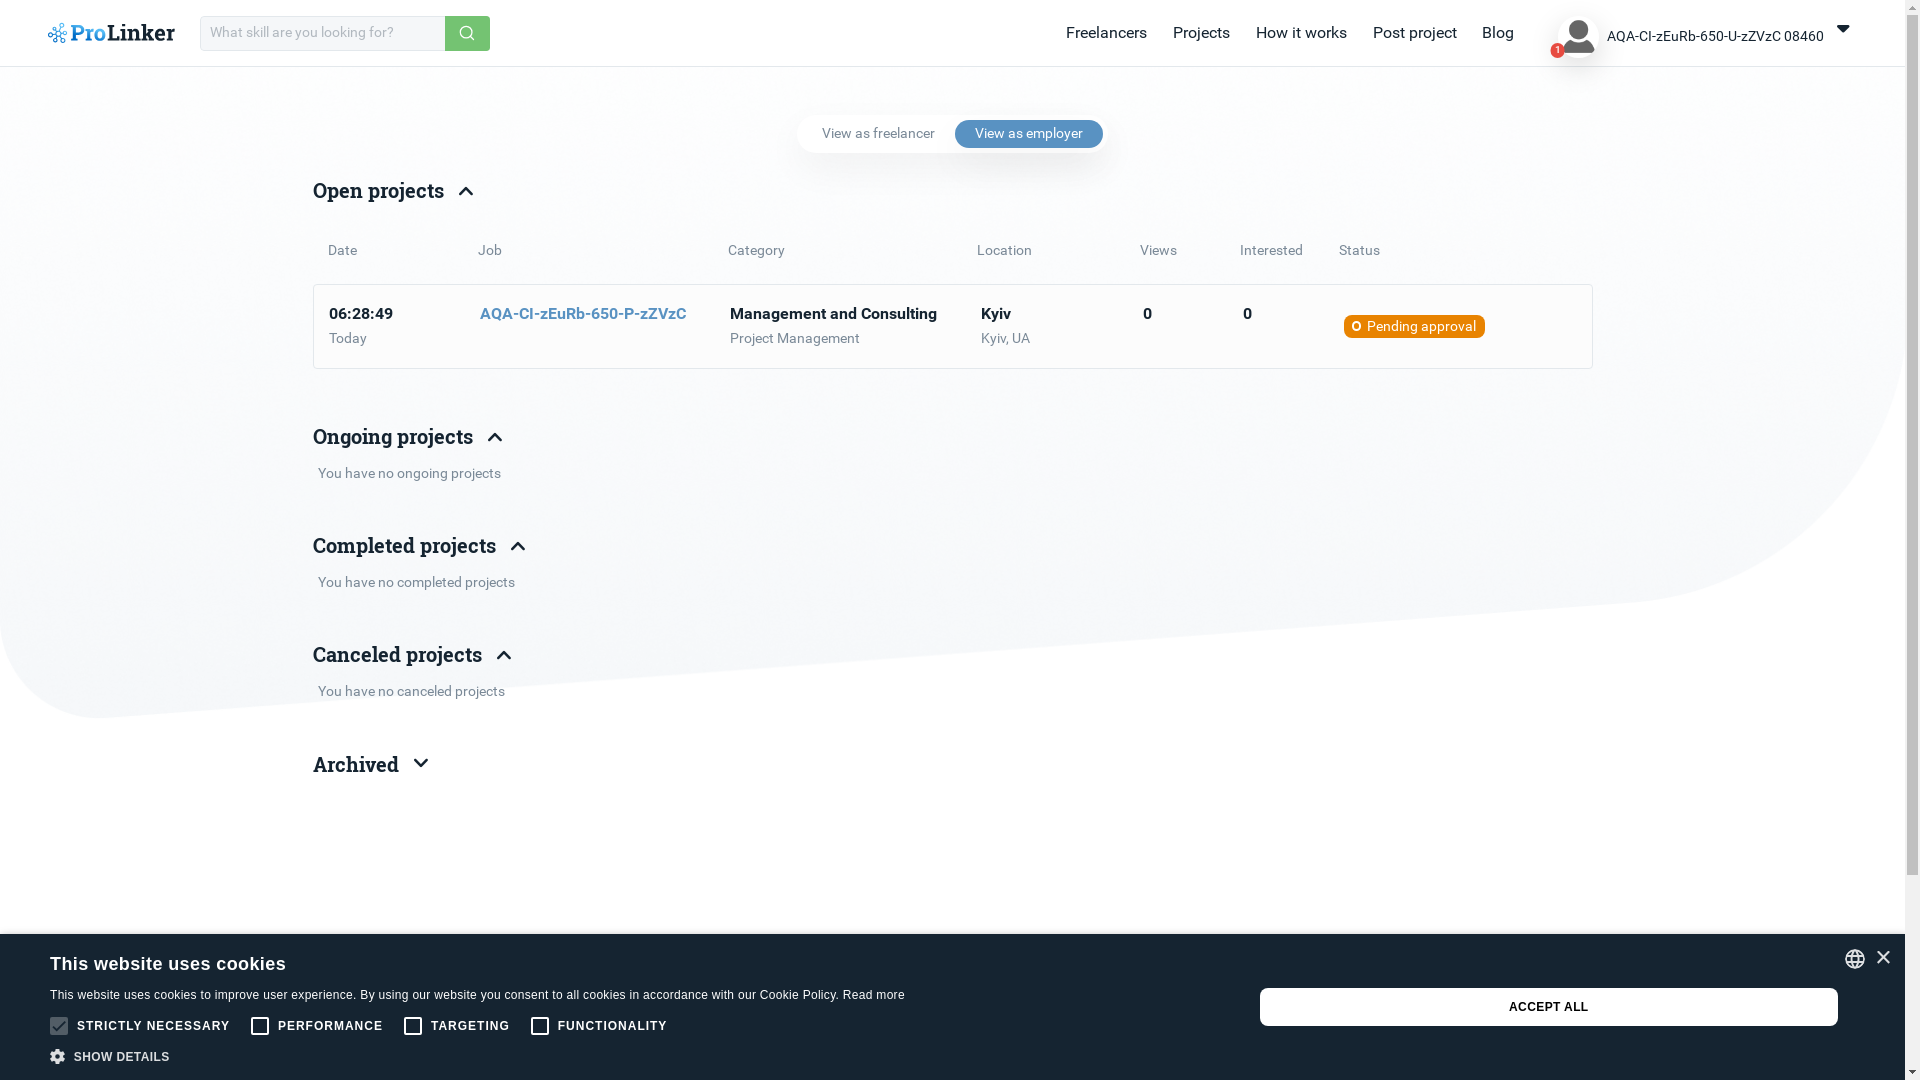 ProLinker
What skill are you looking for?
Freelancers Projects How it works Post project Blog
1
AQA-CI-zEuRb-650-U-zZVzC 08460
View as freelancer View as employer
Open projects
Date Job Category Location Views Interested Status
06:28:49 AQA-CI-zEuRb-650-P-zZVzC Management and Consulting Kyiv 0 0
Pending approval
Today Project Management Kyiv, UA
Ongoing projects
You have no ongoing projects
Completed projects
You have no completed projects
Canceled projects
You have no canceled projects
Archived
This website uses cookies
This website uses cookies to improve user experience. By using our website you consent to all cookies in accordance with our Cookie Policy. Read more
STRICTLY NECESSARY PERFORMANCE TARGETING FUNCTIONALITY
SHOW DETAILS
ACCEPT ALL